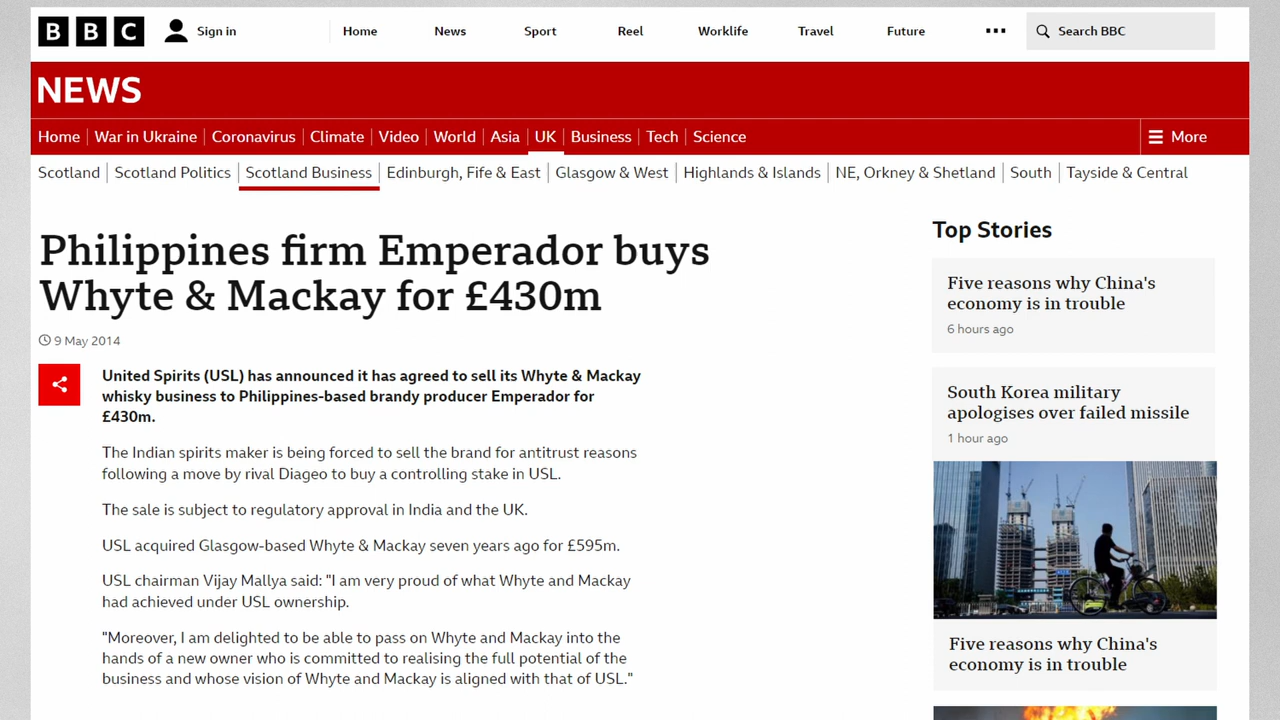 BBC Sign in Home News Sport Reel Worklife Travel Future ••• Search BBC
NEWS
Home War in Ukraine Coronavirus Climate Video World Asia UK Business Tech Science More
Scotland Scotland Politics Scotland Business Edinburgh, Fife & East Glasgow & West Highlands & Islands NE, Orkney & Shetland South Tayside & Central
Philippines firm Emperador buys
Whyte & Mackay for £430m
9 May 2014
United Spirits (USL) has announced it has agreed to sell its Whyte & Mackay
whisky business to Philippines-based brandy producer Emperador for
£430m.
The Indian spirits maker is being forced to sell the brand for antitrust reasons
following a move by rival Diageo to buy a controlling stake in USL.
The sale is subject to regulatory approval in India and the UK.
USL acquired Glasgow-based Whyte & Mackay seven years ago for £595m.
USL chairman Vijay Mallya said: "I am very proud of what Whyte and Mackay
had achieved under USL ownership.
"Moreover, I am delighted to be able to pass on Whyte and Mackay into the
hands of a new owner who is committed to realising the full potential of the
business and whose vision of Whyte and Mackay is aligned with that of USL."
Top Stories
Five reasons why China's
economy is in trouble
6 hours ago
South Korea military
apologises over failed missile
1 hour ago
Five reasons why China's
economy is in trouble